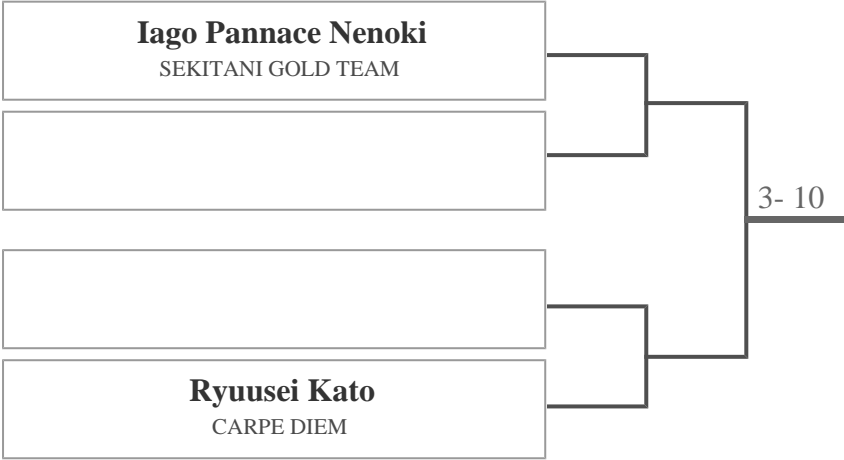 Iago Pannace Nenoki
SEKITANI GOLD TEAM
3- 10
Ryuusei Kato
CARPE DIEM